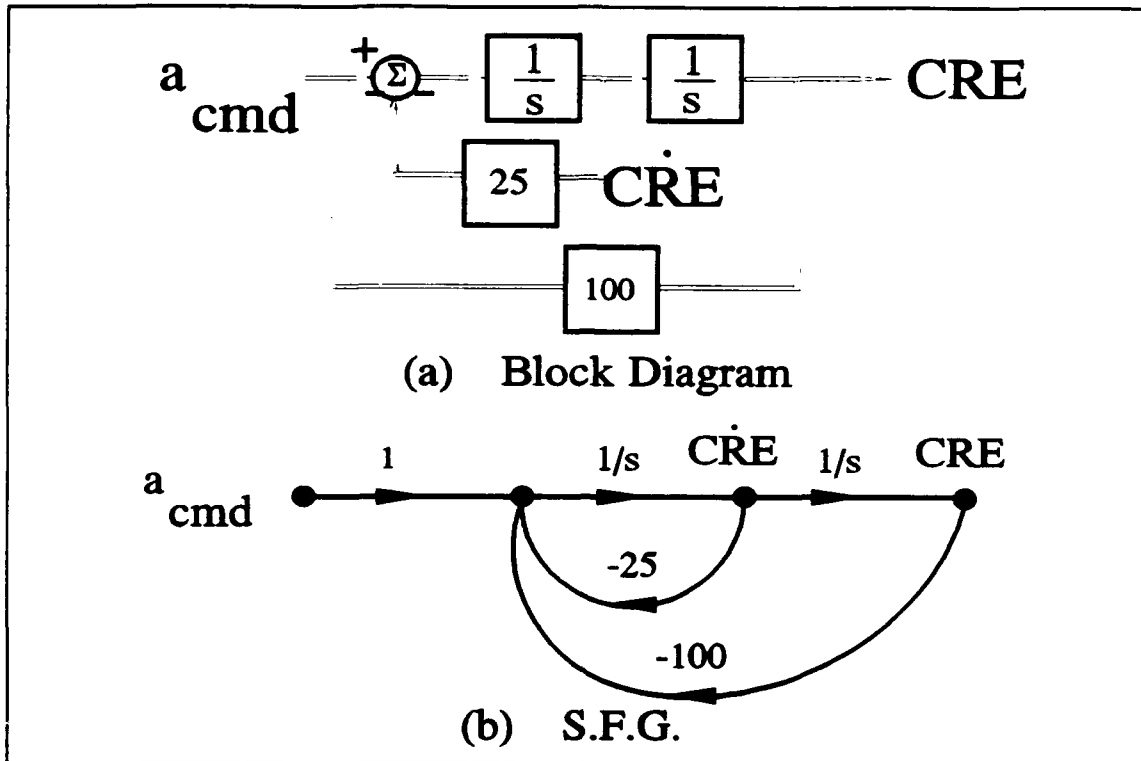 a cmd + Σ 1/s 1/s CRE
− −
25 CṘE
100
(a) Block Diagram
CṘE CRE
1 1/s 1/s
a cmd
-25
-100
(b) S.F.G.